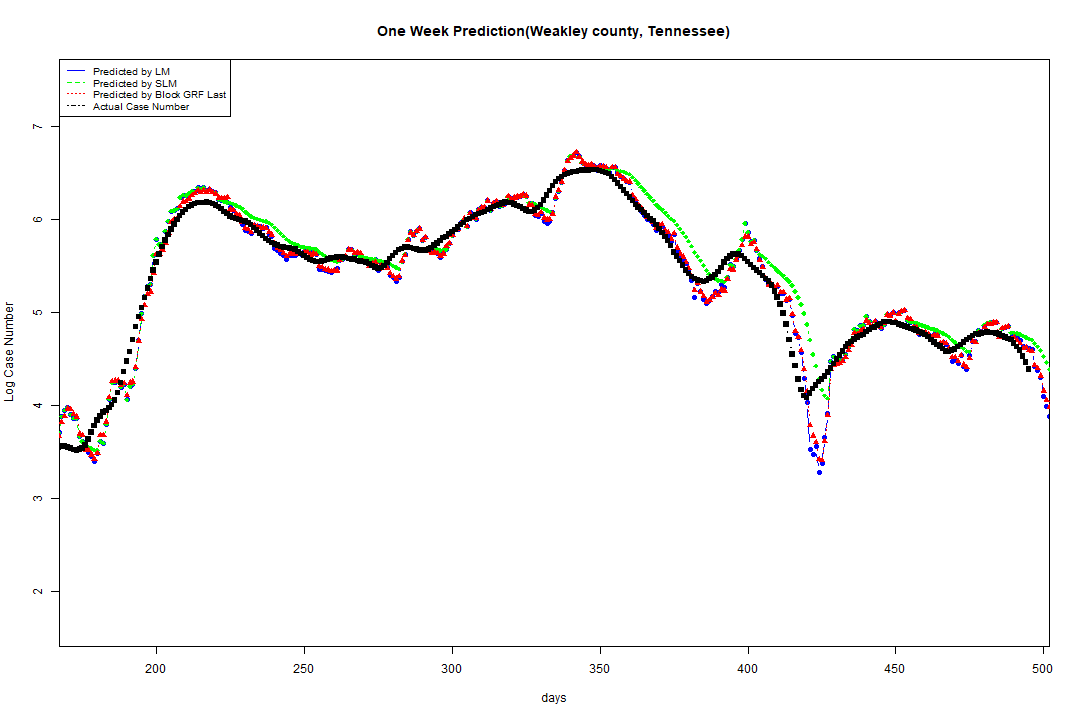 One Week Prediction(Weakley county, Tennessee)
Predicted by LM
Predicted by SLM
Predicted by Block GRF Last
Actual Case Number
7
6
5
4
3
2
Log Case Number
200 250 300 350 400 450 500
days